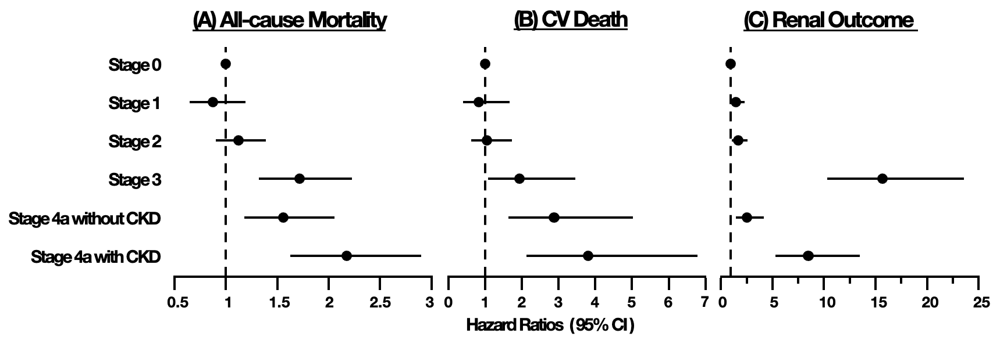 (A) All-cause Mortality (B) CV Death (C) Renal Outcome
Stage 0
Stage 1
Stage 2
Stage 3
Stage 4a without CKD
Stage 4a with CKD
0.5 1 1.5 2 2.5 3 0 1 2 3 4 5 6 7 0 5 10 15 20 25
Hazard Ratios (95% CI)